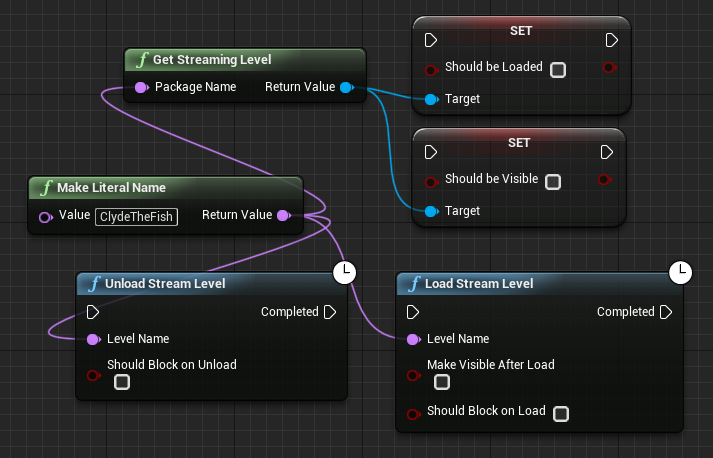 SET
Should be Loaded
Target
f Get Streaming Level
Package Name Return Value
SET
Should be Visible
Target
f Make Literal Name
Value ClydeTheFish Return Value
f Unload Stream Level
Completed
Level Name
Should Block on Unload
f Load Stream Level
Completed
Level Name
Make Visible After Load
Should Block on Load